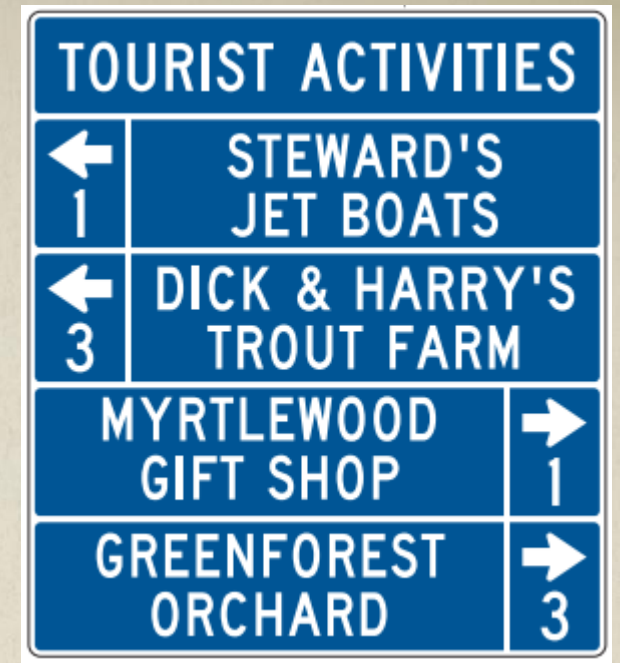 TOURIST ACTIVITIES
STEWARD'S
JET BOATS
1
DICK & HARRY'S
TROUT FARM
3
MYRTLEWOOD
GIFT SHOP
1
GREENFOREST
ORCHARD
3